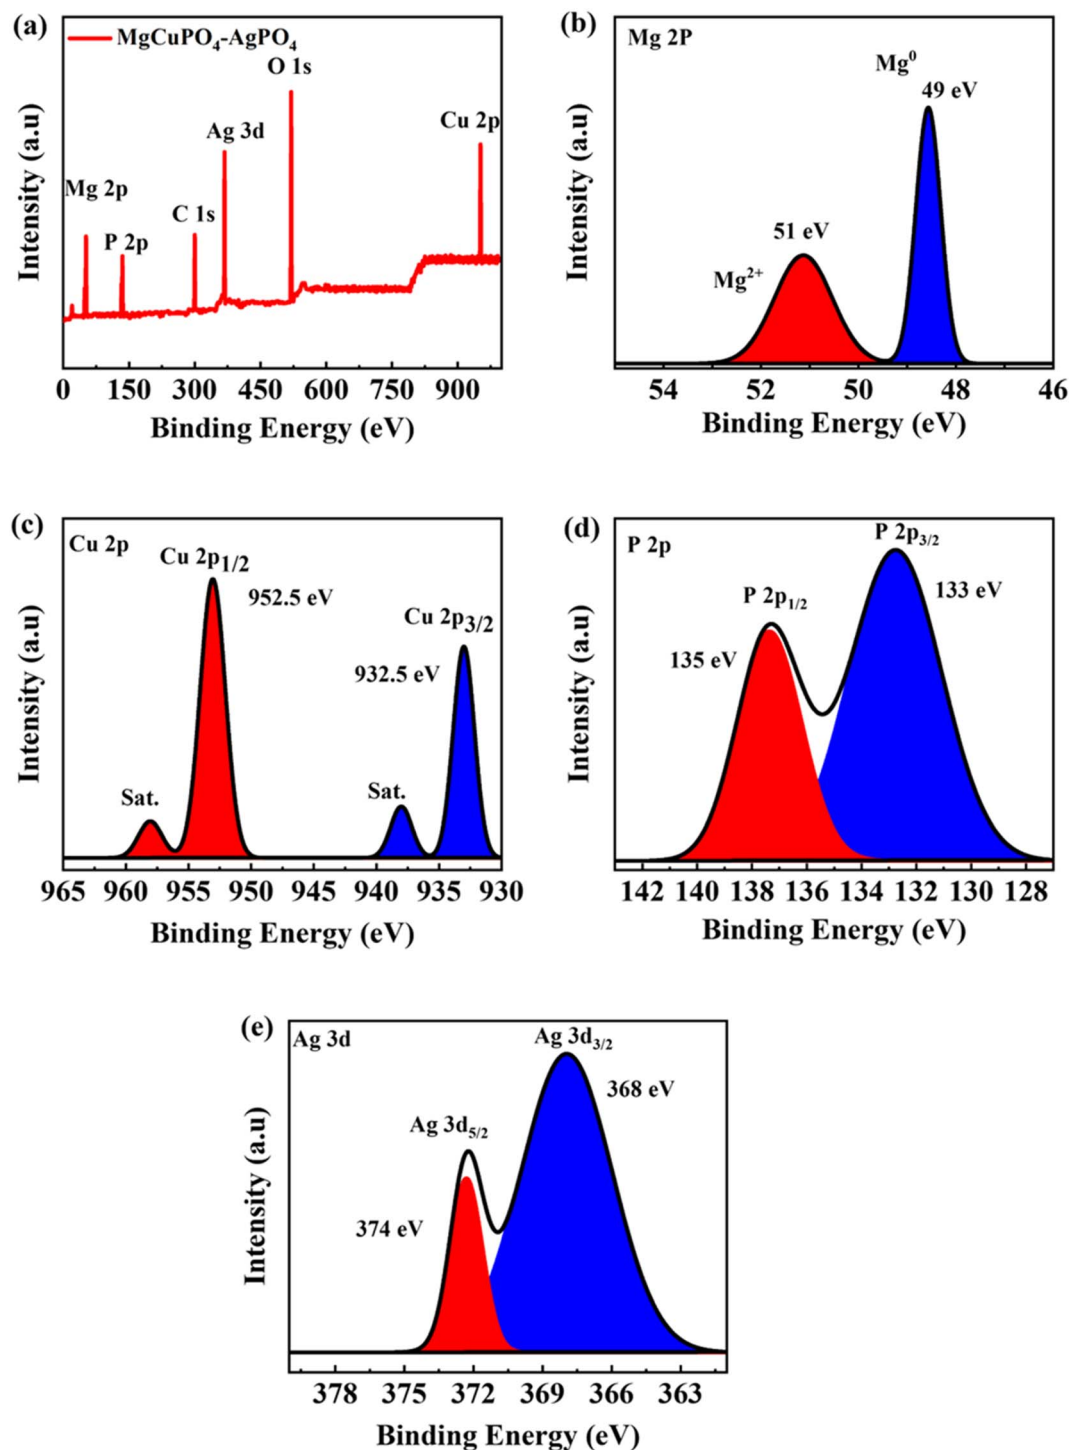 (a)
MgCuPO₄-AgPO₄
O 1s
Cu 2p
Ag 3d
Mg 2p
C 1s
P 2p
Intensity (a.u)
0 150 300 450 600 750 900
Binding Energy (eV)
(b)
Mg 2P
Mg⁰
49 eV
51 eV
Mg²⁺
Intensity (a.u)
54 52 50 48 46
Binding Energy (eV)
(c)
Cu 2p
Cu 2p1/2
952.5 eV
Cu 2p3/2
932.5 eV
Sat.
Sat.
Intensity (a.u)
965 960 955 950 945 940 935 930
Binding Energy (eV)
(d)
P 2p
P 2p3/2
133 eV
P 2p1/2
135 eV
Intensity (a.u)
142 140 138 136 134 132 130 128
Binding Energy (eV)
(e)
Ag 3d
Ag 3d3/2
368 eV
Ag 3d5/2
374 eV
Intensity (a.u)
378 375 372 369 366 363
Binding Energy (eV)